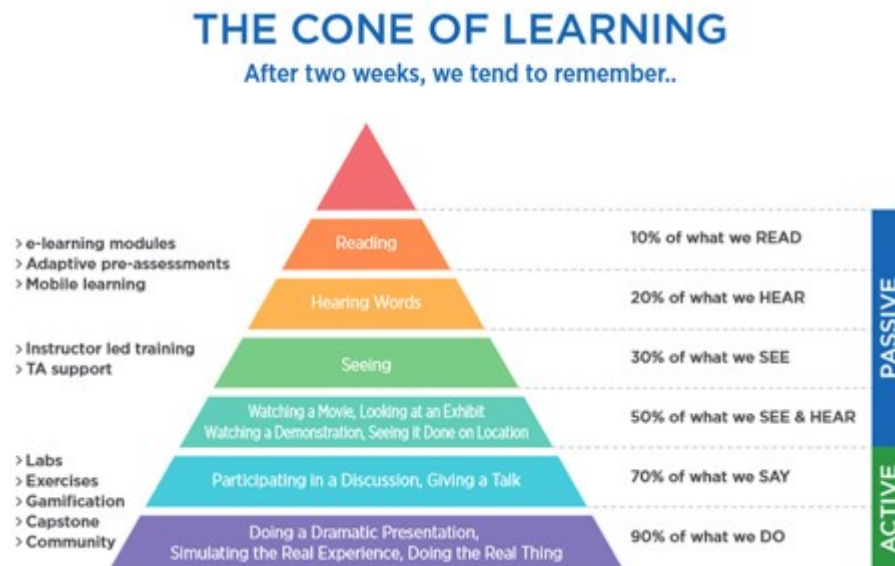 THE CONE OF LEARNING
After two weeks, we tend to remember..
> e-learning modules
> Adaptive pre-assessments
> Mobile learning
Reading
10% of what we READ
Hearing Words
20% of what we HEAR
> Instructor led training
> TA support
Seeing
30% of what we SEE
Watching a Movie, Looking at an Exhibit
Watching a Demonstration, Seeing it Done on Location
50% of what we SEE & HEAR
PASSIVE
> Labs
> Exercises
> Gamification
> Capstone
> Community
Participating in a Discussion, Giving a Talk
70% of what we SAY
Doing a Dramatic Presentation,
Simulating the Real Experience, Doing the Real Thing
90% of what we DO
ACTIVE